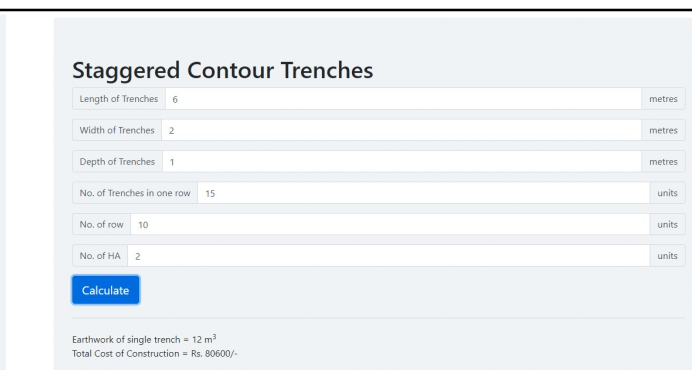 Staggered Contour Trenches
Length of Trenches 6 metres
Width of Trenches 2 metres
Depth of Trenches 1 metres
No. of Trenches in one row 15 units
No. of row 10 units
No. of HA 2 units
Calculate
Earthwork of single trench = 12 m³
Total Cost of Construction = Rs. 80600/-